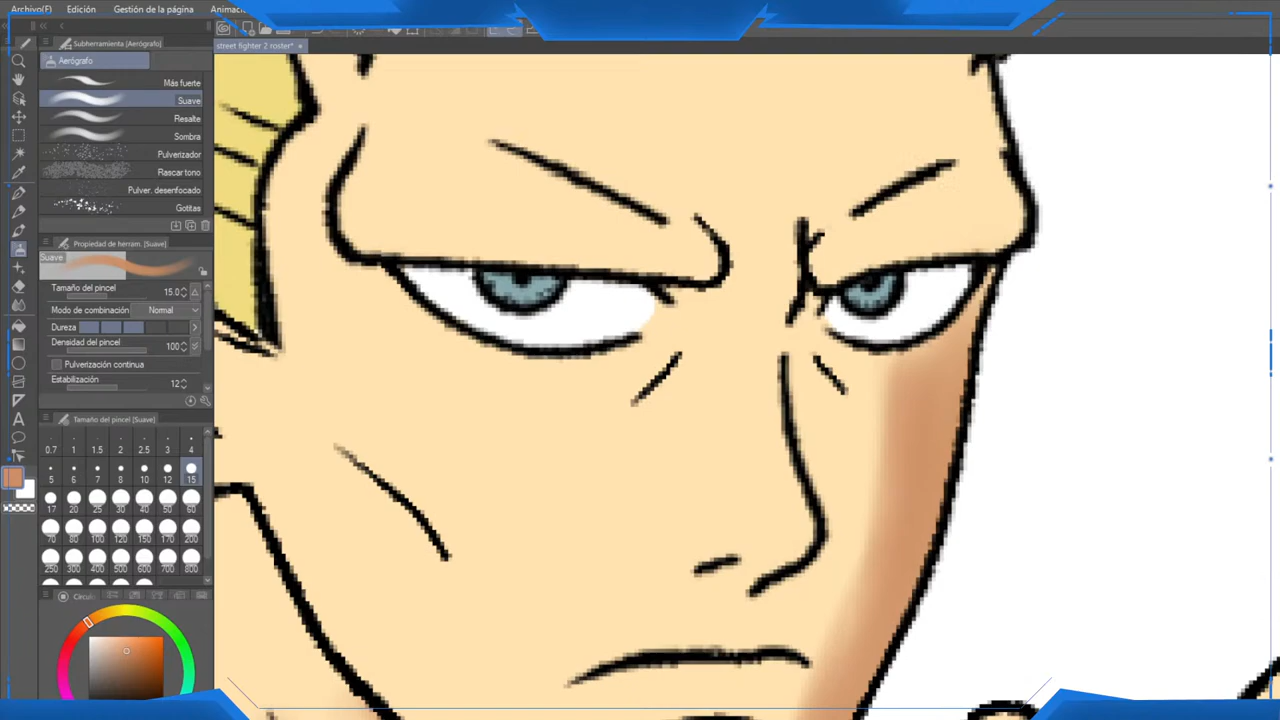 Archivo(F) Edición Gestión de la página Animació
street fighter 2 roster*
Subherramienta [Aerógrafo]
Aerógrafo
Más fuerte
Suave
Resalte
Sombra
Pulverizador
Rascar tono
Pulver. desenfocado
Gotitas
Propiedad de herram. [Suave]
Suave
Tamaño del pincel 15.0
Modo de combinación Normal
Dureza
Densidad del pincel 100
Pulverización continua
Estabilización 12
Tamaño del pincel [Suave]
0.7 1 1.5 2 2.5 3 4
5 6 7 8 10 12 15
17 20 25 30 40 50 60
70 80 100 120 150 170 200
250 300 400 500 600 700 800
Círculo